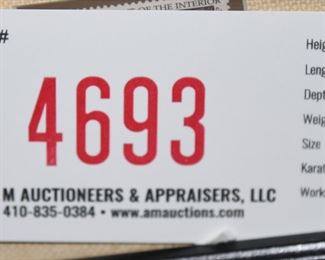 OF THE INTERIOR
#
4693
M AUCTIONEERS & APPRAISERS, LLC
410-835-0384 • www.amauctions.com
Heig
Leng
Dept
Weig
Size
Karat
Works